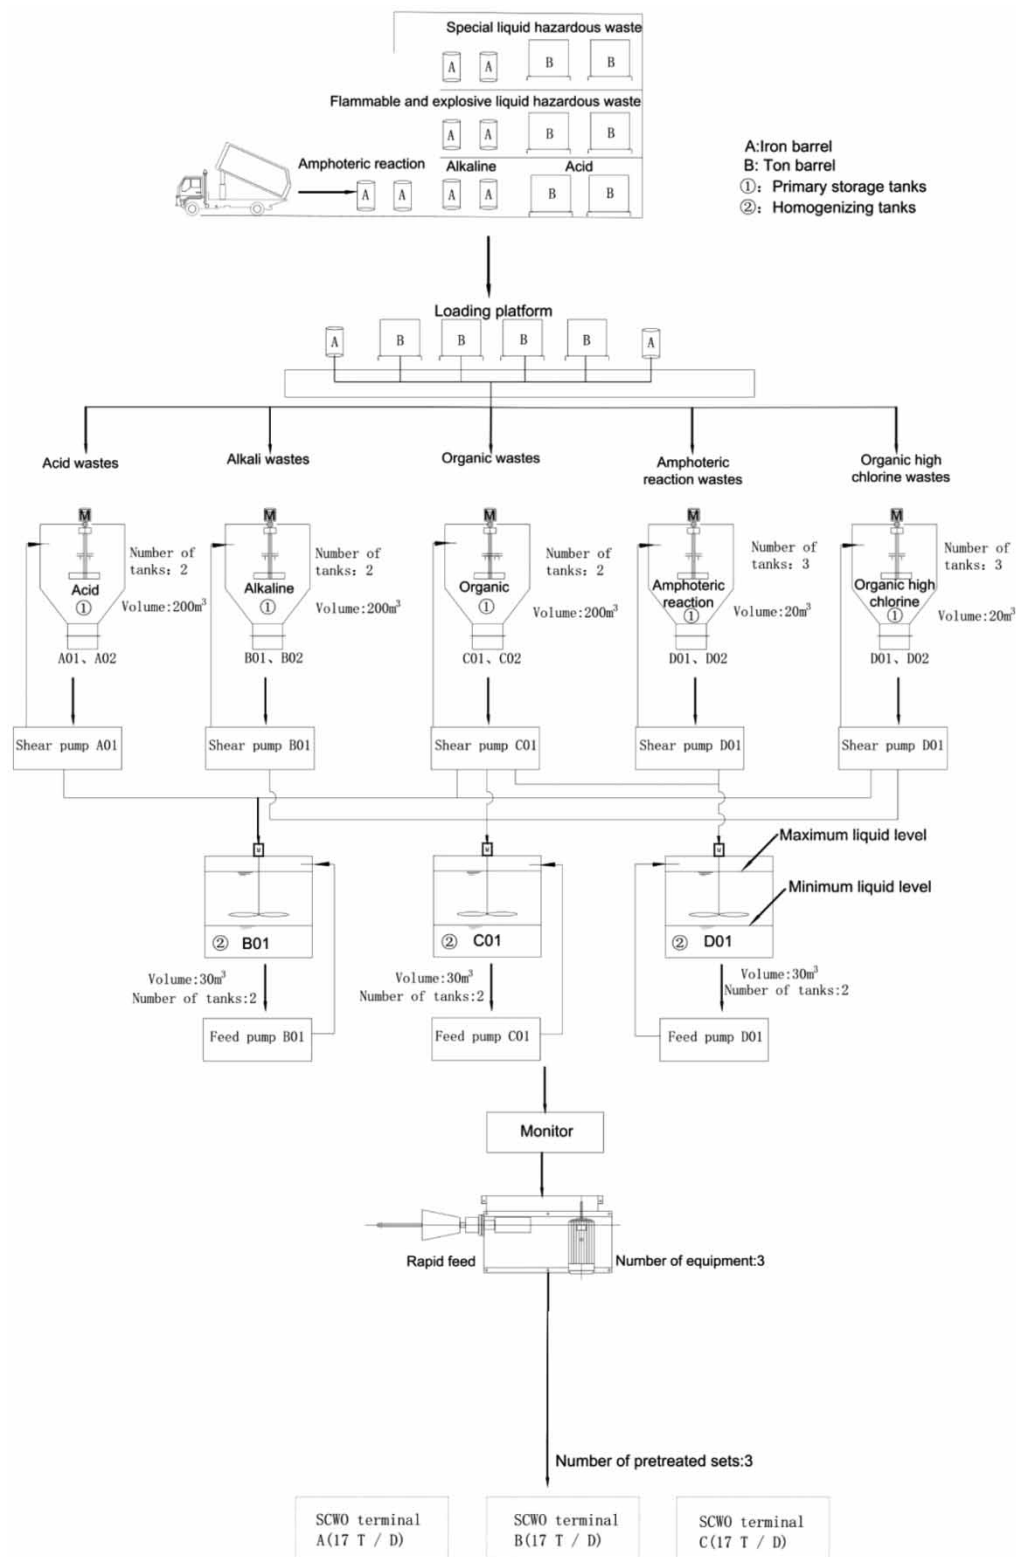 Special liquid hazardous waste
A A B B
Flammable and explosive liquid hazardous waste
A A B B
Amphoteric reaction Alkaline Acid
A A A A B B
A:Iron barrel
B: Ton barrel
①: Primary storage tanks
②: Homogenizing tanks
Loading platform
A B B B B A
Acid wastes
Alkali wastes
Organic wastes
Amphoteric
reaction wastes
Organic high
chlorine wastes
M
Number of
tanks: 2
Acid
①
Volume:200m³
A01、A02
M
Number of
tanks: 2
Alkaline
①
Volume:200m³
B01、B02
M
Number of
tanks: 2
Organic
①
Volume:200m³
C01、C02
M
Number of
tanks: 3
Amphoteric
reaction
①
Volume:20m³
D01、D02
M
Number of
tanks: 3
Organic high
chlorine
①
Volume:20m³
D01、D02
Shear pump A01
Shear pump B01
Shear pump C01
Shear pump D01
Shear pump D01
Maximum liquid level
Minimum liquid level
M
② B01
Volume:30m³
Number of tanks:2
Feed pump B01
M
② C01
Volume:30m³
Number of tanks:2
Feed pump C01
M
② D01
Volume:30m³
Number of tanks:2
Feed pump D01
Monitor
Rapid feed
Number of equipment:3
Number of pretreated sets:3
SCWO terminal
A(17 T / D)
SCWO terminal
B(17 T / D)
SCWO terminal
C(17 T / D)